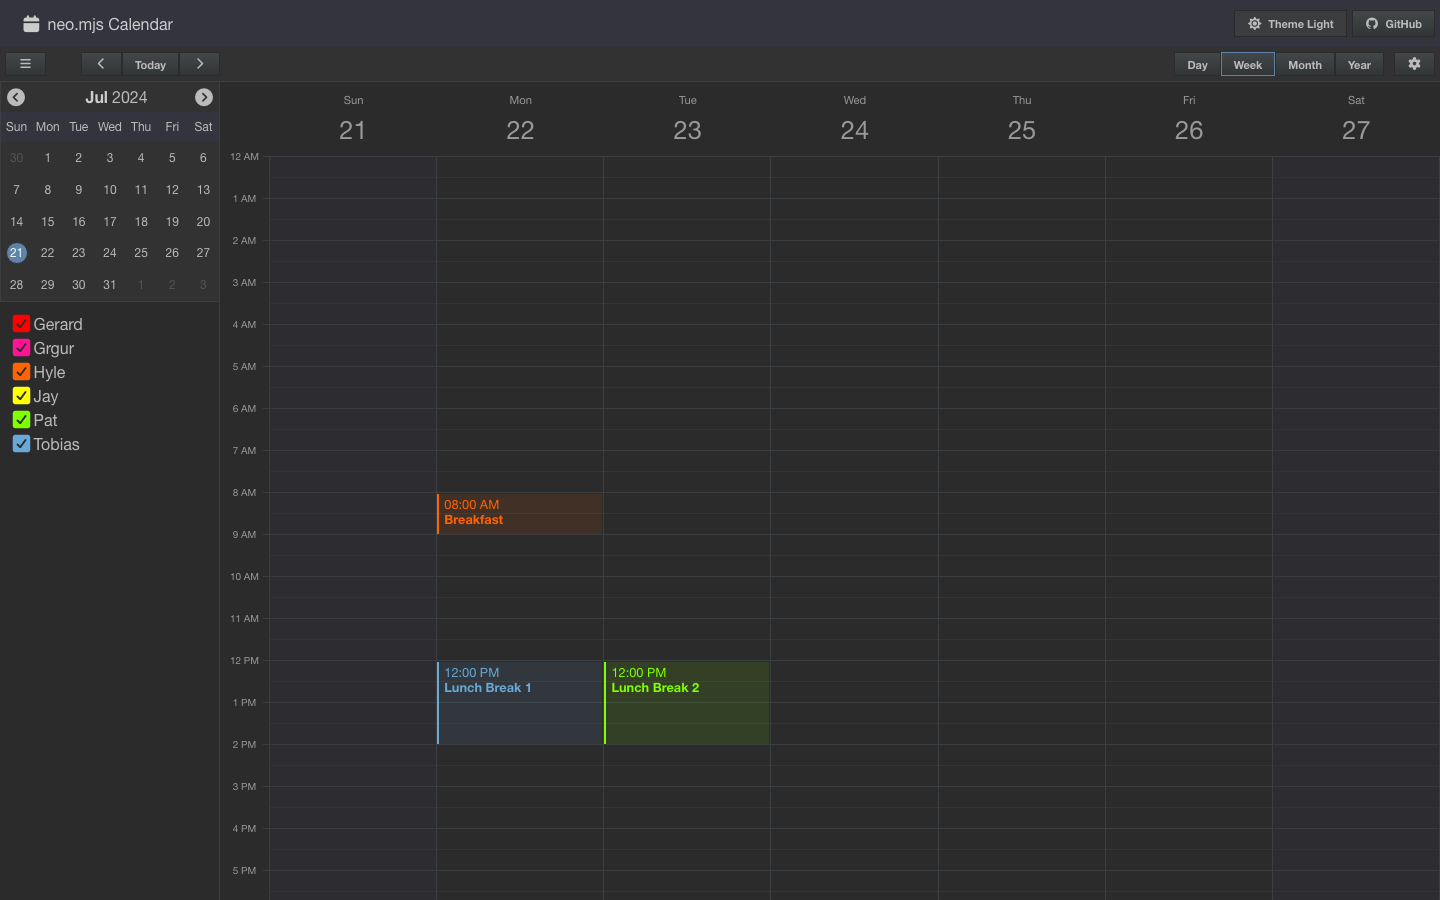 neo.mjs Calendar
Theme Light
GitHub
Today
Day
Week
Month
Year
Jul 2024
Sun Mon Tue Wed Thu Fri Sat
30 1 2 3 4 5 6
7 8 9 10 11 12 13
14 15 16 17 18 19 20
21 22 23 24 25 26 27
28 29 30 31 1 2 3
Gerard
Grgur
Hyle
Jay
Pat
Tobias
Sun Mon Tue Wed Thu Fri Sat
21 22 23 24 25 26 27
12 AM
1 AM
2 AM
3 AM
4 AM
5 AM
6 AM
7 AM
8 AM
08:00 AM
Breakfast
9 AM
10 AM
11 AM
12 PM
12:00 PM
Lunch Break 1
12:00 PM
Lunch Break 2
1 PM
2 PM
3 PM
4 PM
5 PM